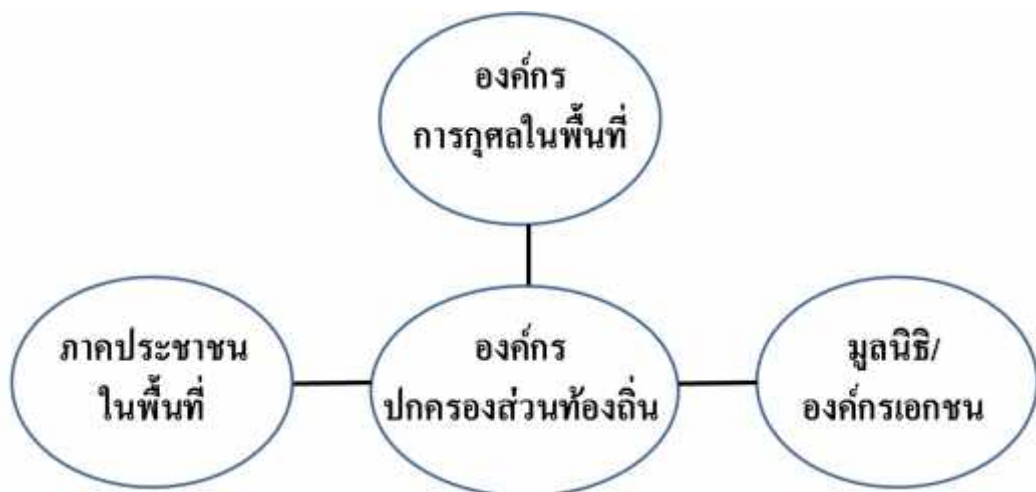 องค์กร
การกุศลในพื้นที่
ภาคประชาชน
ในพื้นที่
องค์กร
ปกครองส่วนท้องถิ่น
มูลนิธิ/
องค์กรเอกชน